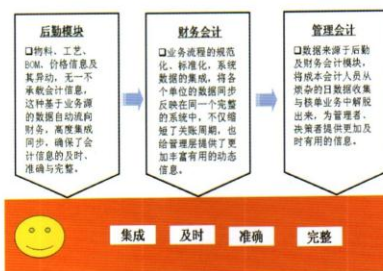 后勤模块
□物料、工艺、
BOM、价格信息及
其异动，无一不
承载会计信息，
这种基于业务源
的数据自动流向
财务，高度集成
同步，确保了会
计信息的及时、
准确与完整。
财务会计
□业务流程的规范
化、标准化，系统
数据的集成，将各
个单位的数据同步
反映在同一个完整
的系统中，不仅缩
短了关账周期，也
给管理层提供了更
加丰富有用的动态
信息。
管理会计
□数据来源于后勤
及财务会计模块，
将成本会计人员从
烦杂的日数据收集
与核单业务中解脱
出来，为管理者、
决策者提供更加及
时有用的信息。
集成 及时 准确 完整